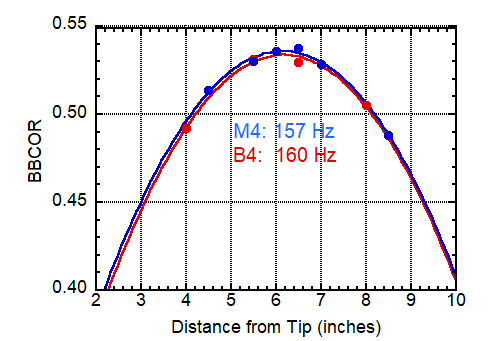 0.55
0.50
0.45
0.40
BBCOR
M4: 157 Hz
B4: 160 Hz
2 3 4 5 6 7 8 9 10
Distance from Tip (inches)